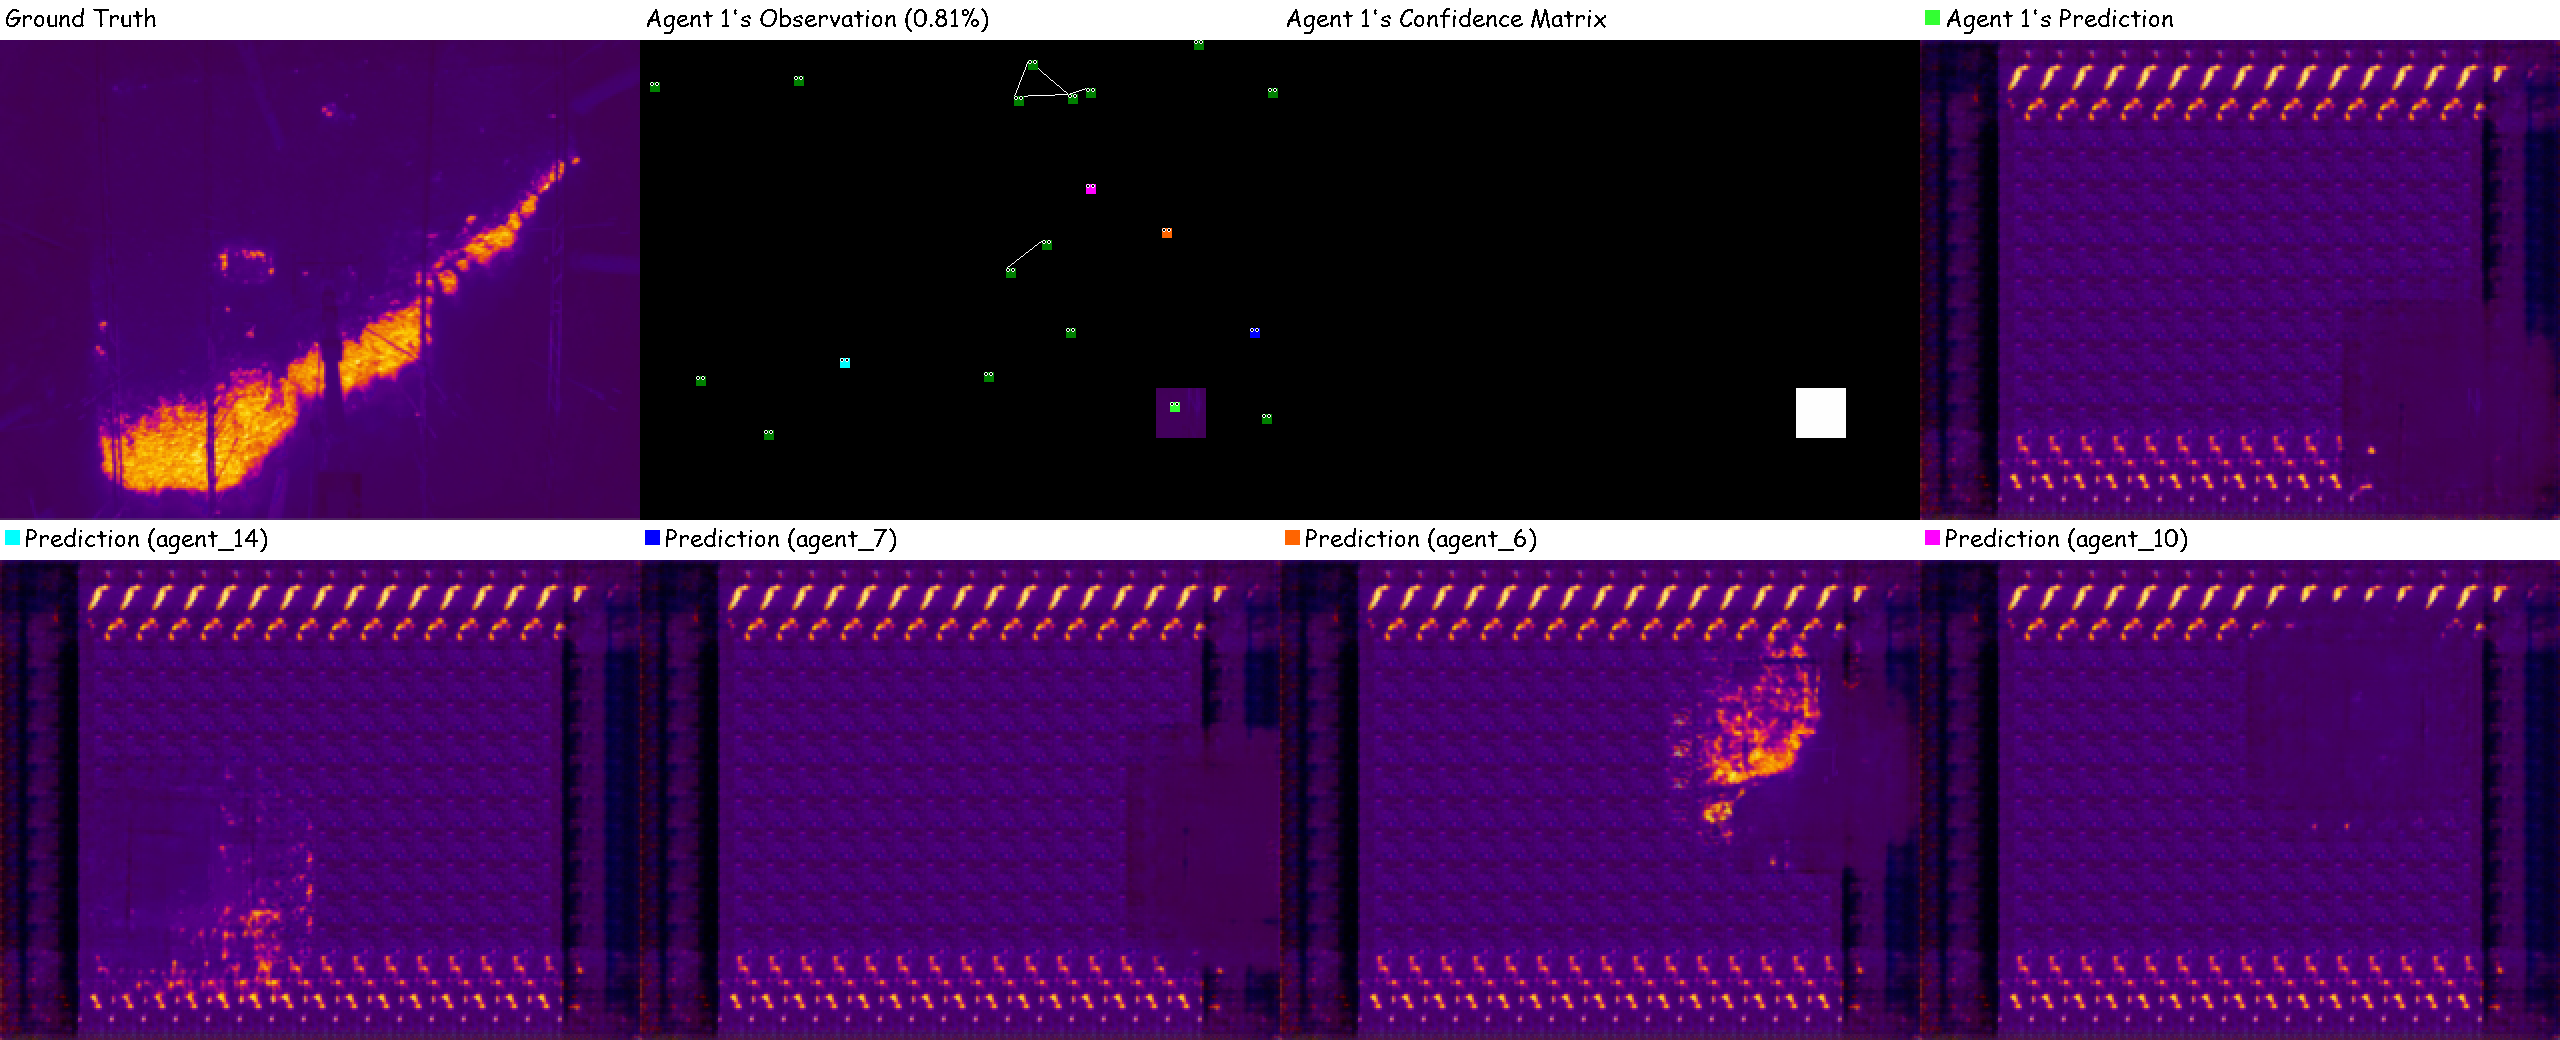 Ground Truth
Agent 1's Observation (0.81%)
Agent 1's Confidence Matrix
Agent 1's Prediction
Prediction (agent_14)
Prediction (agent_7)
Prediction (agent_6)
Prediction (agent_10)